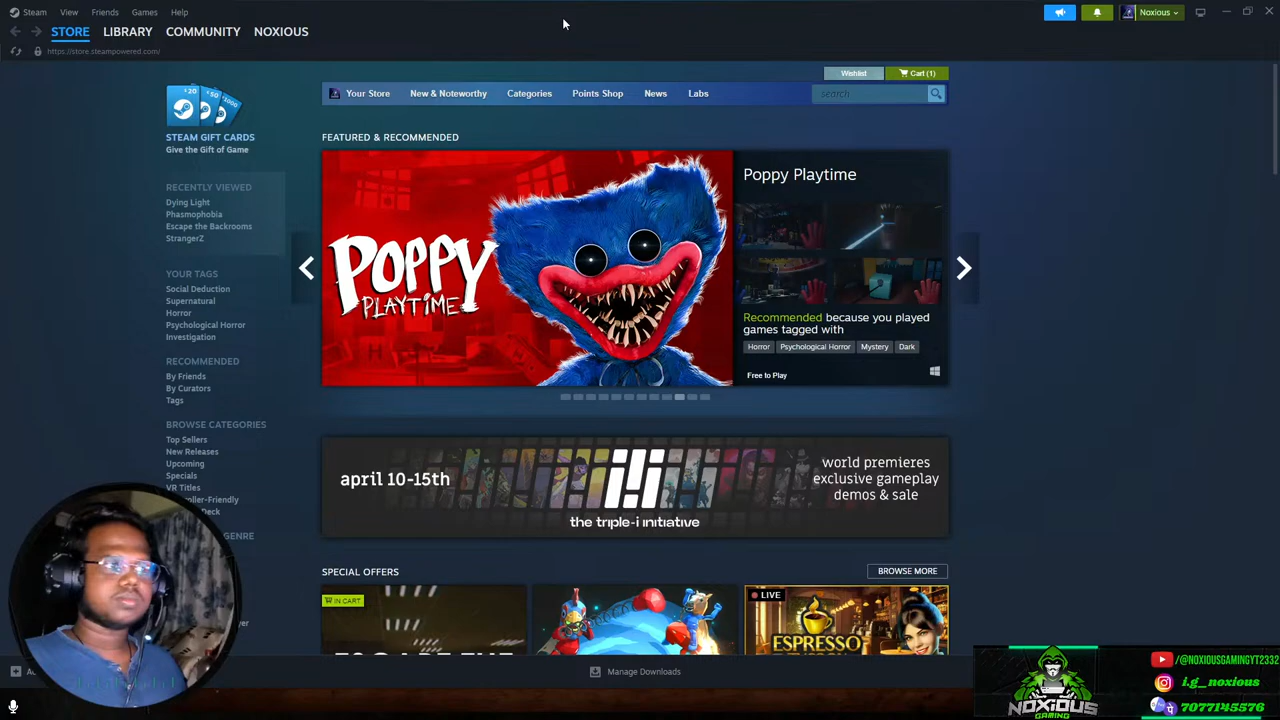 Steam View Friends Games Help
Noxious
STORE LIBRARY COMMUNITY NOXIOUS
https://store.steampowered.com/
Wishlist Cart (1)
Your Store New & Noteworthy Categories Points Shop News Labs search
STEAM GIFT CARDS
Give the Gift of Game
RECENTLY VIEWED
Dying Light
Phasmophobia
Escape the Backrooms
StrangerZ
YOUR TAGS
Social Deduction
Supernatural
Horror
Psychological Horror
Investigation
RECOMMENDED
By Friends
By Curators
Tags
BROWSE CATEGORIES
Top Sellers
New Releases
Upcoming
Specials
VR Titles
FEATURED & RECOMMENDED
POPPY
PLAYTIME
Poppy Playtime
Recommended because you played
games tagged with
Horror Psychological Horror Mystery Dark
Free to Play
april 10-15th
the triple-i initiative
world premieres
exclusive gameplay
demos & sale
SPECIAL OFFERS
BROWSE MORE
IN CART
LIVE
ESPRESSO
Manage Downloads
NOXIOUS
GAMING
/@NOXIOUSGAMINGYT2332
i.g_noxious
7077145576